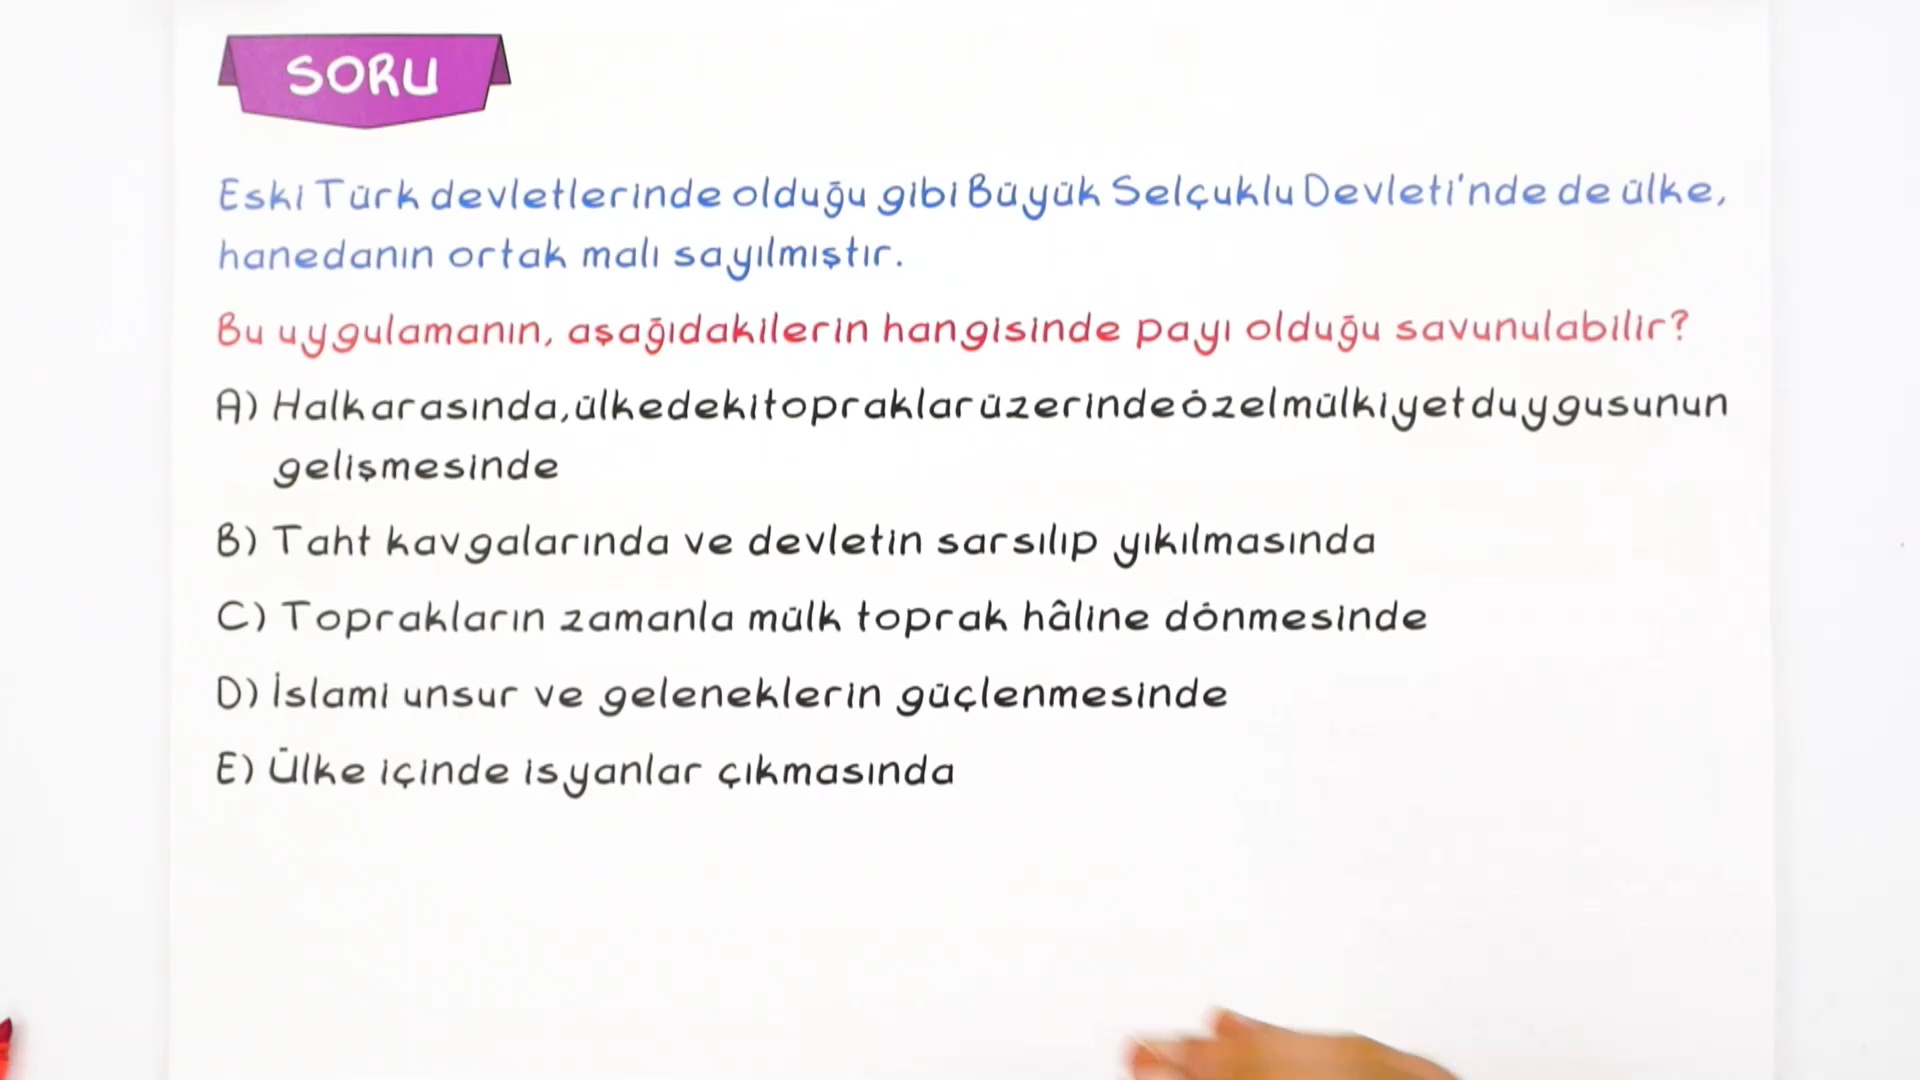 SORU
Eski Türk devletlerinde olduğu gibi Büyük Selçuklu Devleti'nde de ülke,
hanedanın ortak malı sayılmıştır.
Bu uygulamanın, aşağıdakilerin hangisinde payı olduğu savunulabilir?
A) Halk arasında, ülkedeki topraklar üzerinde özel mülkiyet duygusunun
gelişmesinde
B) Taht kavgalarında ve devletin sarsılıp yıkılmasında
C) Toprakların zamanla mülk toprak hâline dönmesinde
D) İslami unsur ve geleneklerin güçlenmesinde
E) Ülke içinde isyanlar çıkmasında